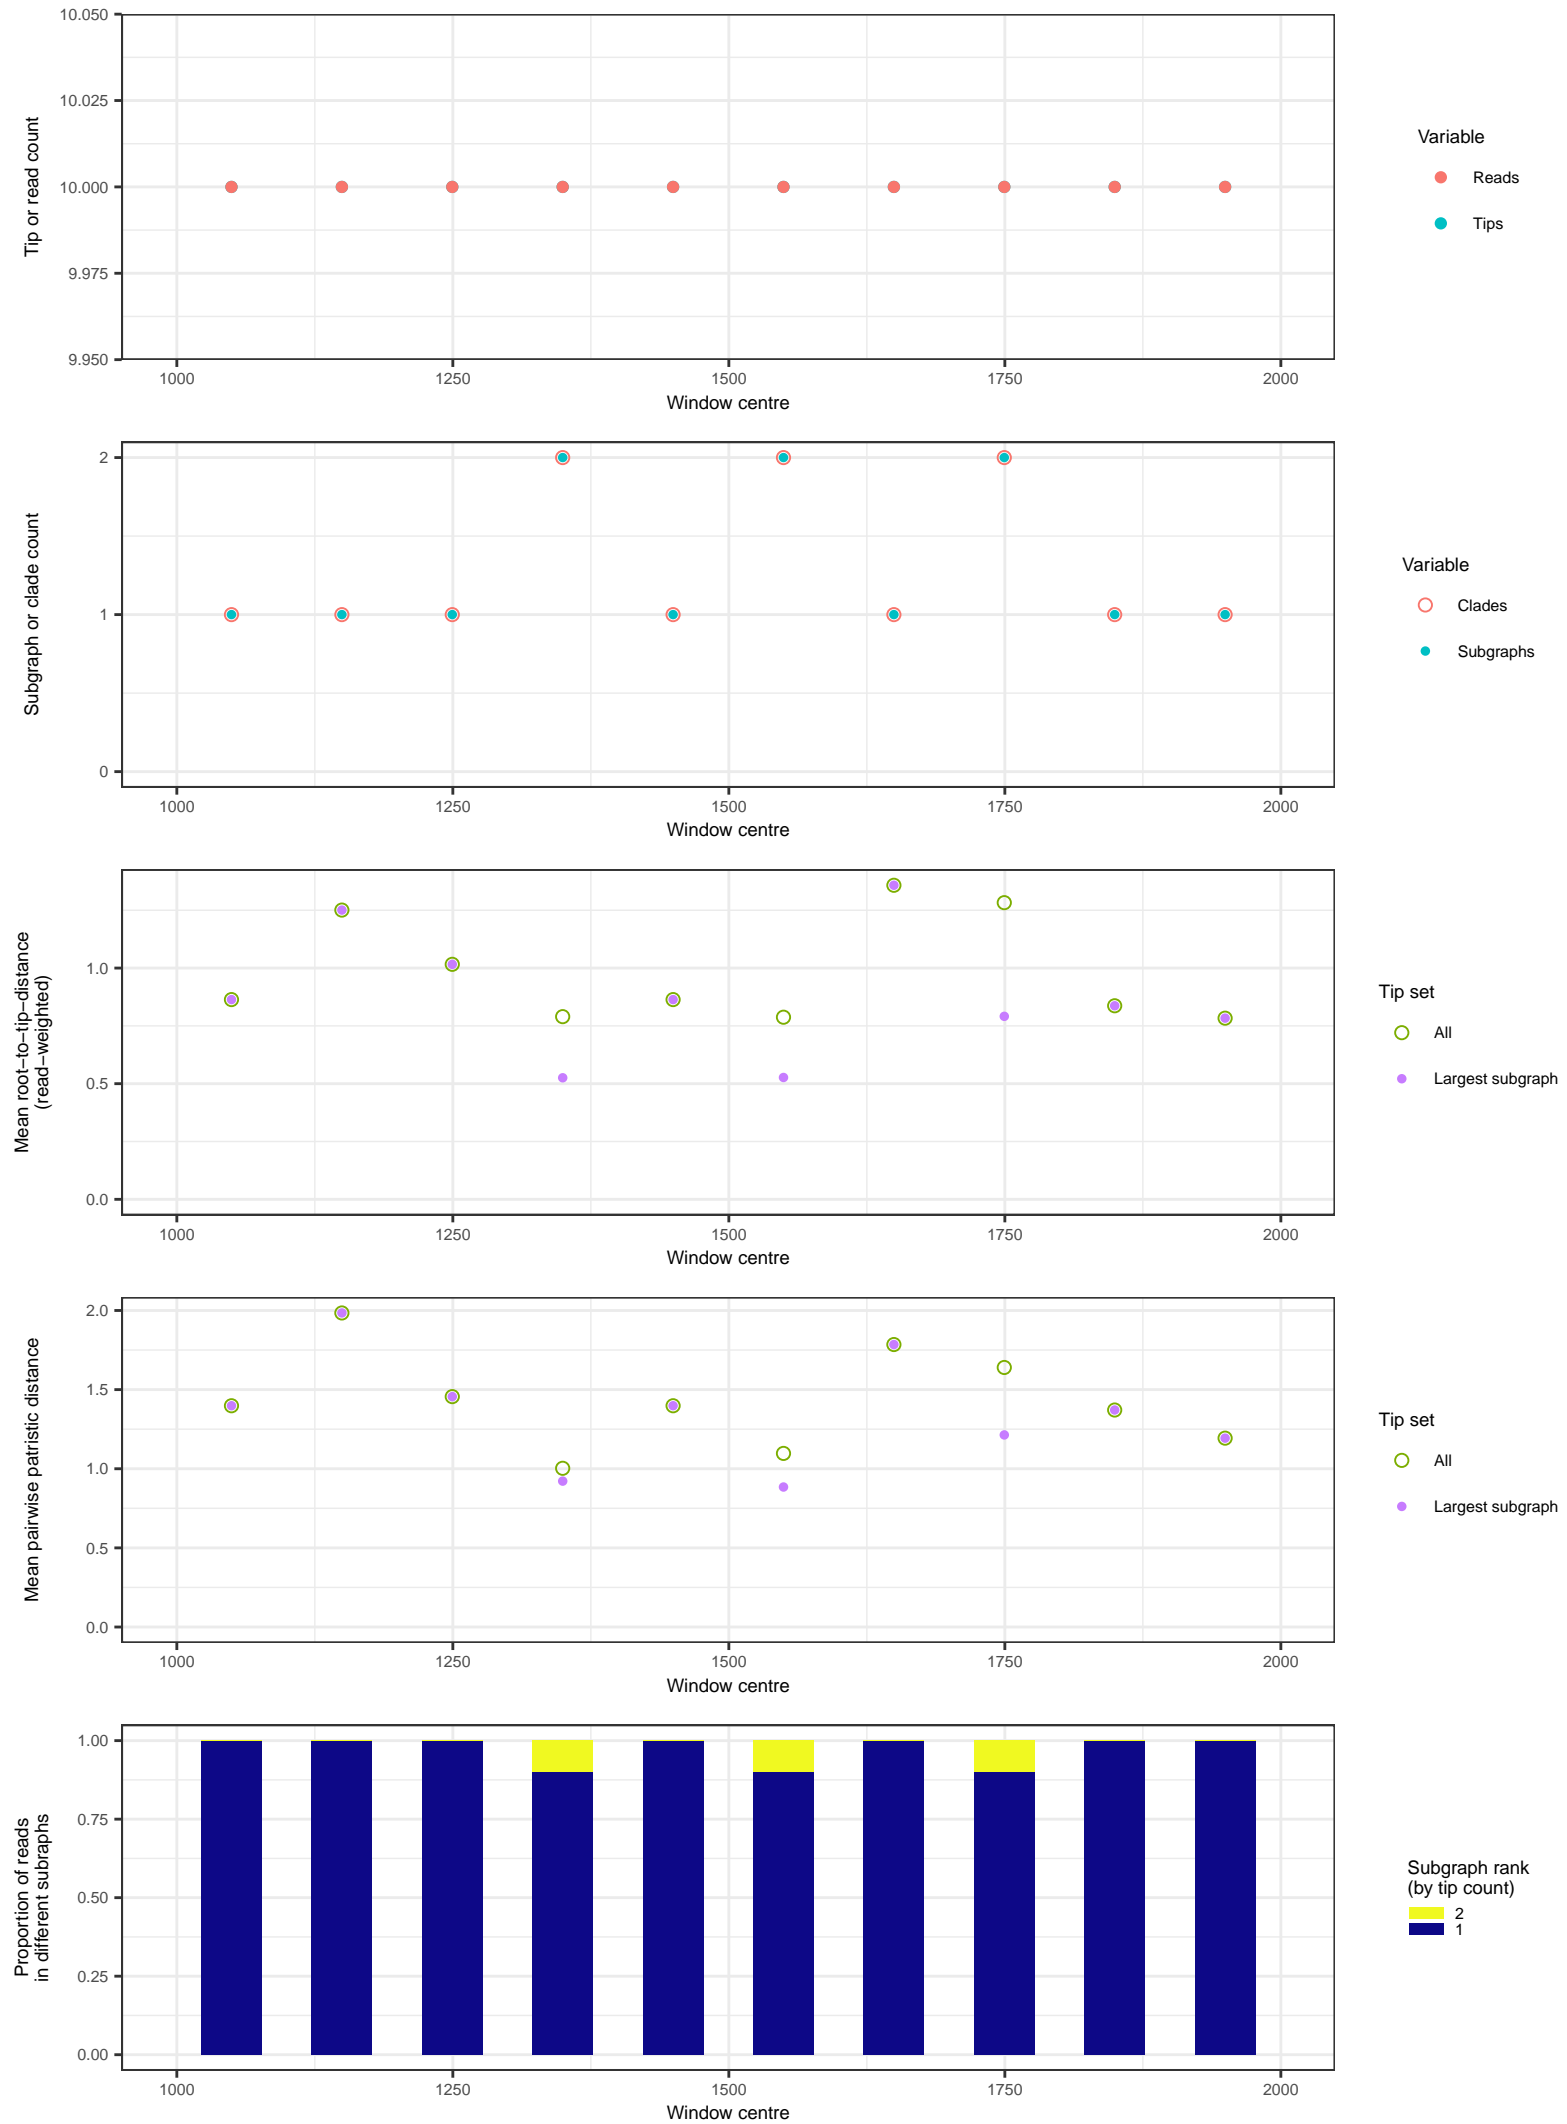 10.050
10.025
10.000
9.975
9.950
Tip or read count
1000
1250
1500
1750
2000
Window centre
Variable
Reads
Tips
2
1
0
Subgraph or clade count
1000
1250
1500
1750
2000
Window centre
Variable
Clades
Subgraphs
1.0
0.5
0.0
Mean root−to−tip−distance
(read−weighted)
1000
1250
1500
1750
2000
Window centre
Tip set
All
Largest subgraph
2.0
1.5
1.0
0.5
0.0
Mean pairwise patristic distance
1000
1250
1500
1750
2000
Window centre
Tip set
All
Largest subgraph
1.00
0.75
0.50
0.25
0.00
Proportion of reads
in different subraphs
1000
1250
1500
1750
2000
Window centre
Subgraph rank
(by tip count)
2
1